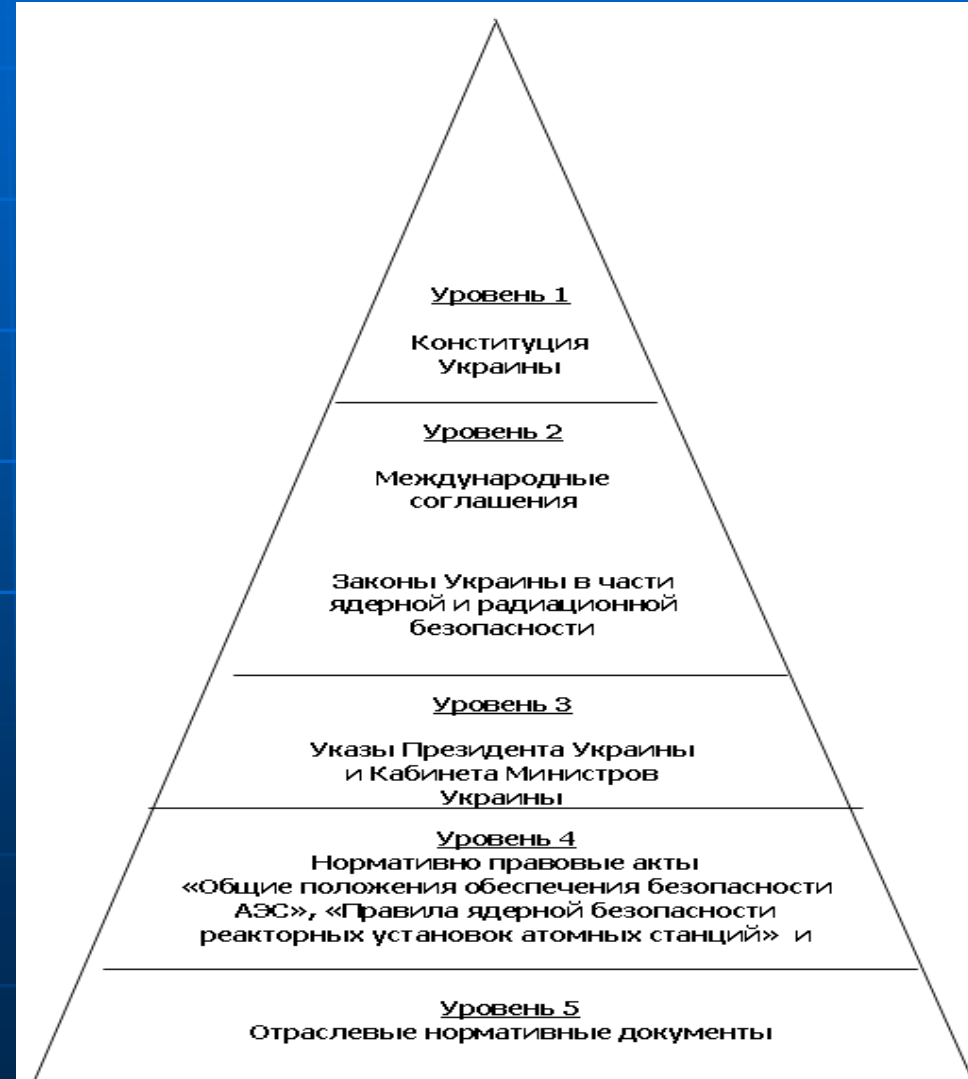 Уровень 1
Конституция
Украины
Уровень 2
Международные
соглашения
Законы Украины в части
ядерной и радиационной
безопасности
Уровень 3
Указы Президента Украины
и Кабинета Министров
Украины
Уровень 4
Нормативно правовые акты
«Общие положения обеспечения безопасности
АЭС», «Правила ядерной безопасности
реакторных установок атомных станций» и
Уровень 5
Отраслевые нормативные документы